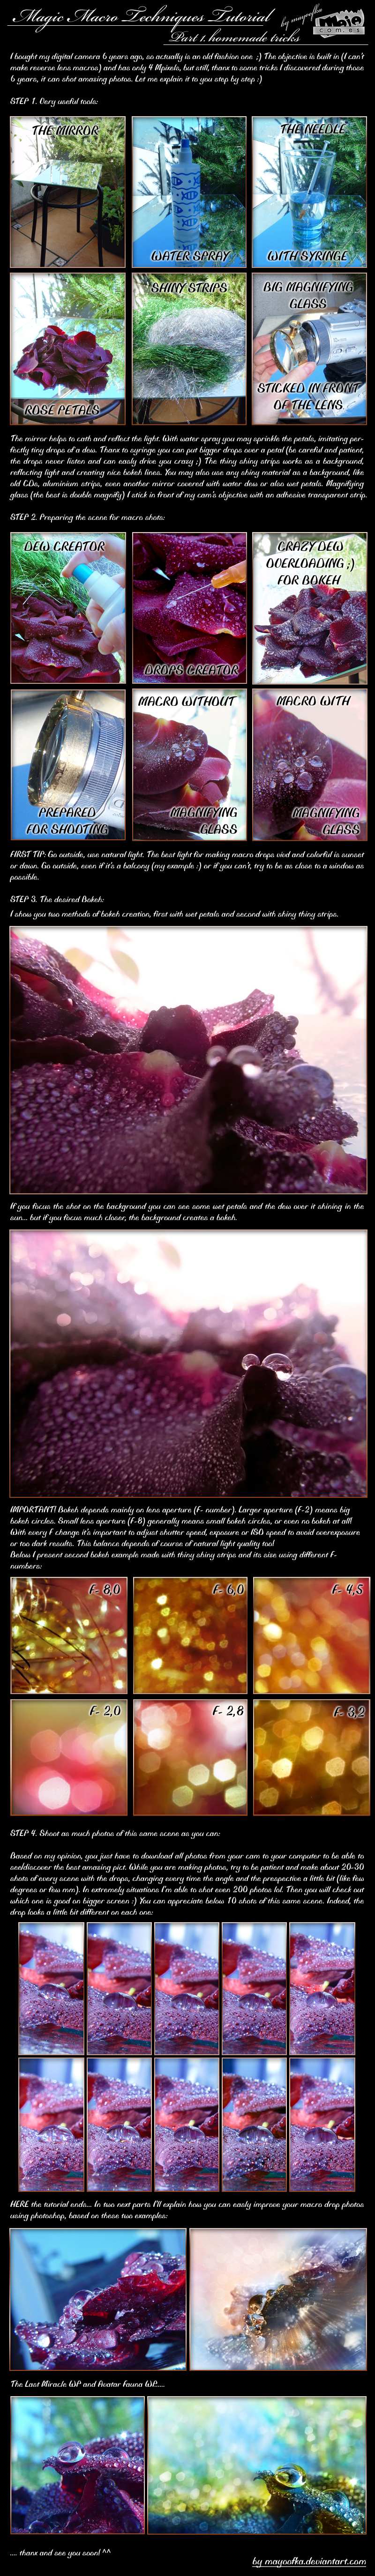 Magic Macro Techniques Tutorial
by mayoofka
Part 1. homemade tricks
com.es
I bought my digital camera 6 years ago, so actually is an old fashion one ;) The objective is built in (I can't
make reverse lens macros) and has only 4 Mpixels, but still, thanx to some tricks I discovered during those
6 years, it can shot amazing photos. Let me explain it to you step by step :)
STEP 1. Very useful tools:
THE MIRROR
WATER SPRAY
THE NEEDLE
WITH SYRINGE
ROSE PETALS
SHINY STRIPS
BIG MAGNIFYING
GLASS
STICKED IN FRONT
OF THE LENS
The mirror helps to cath and reflect the light. With water spray you may sprinkle the petals, imitating per-
fectly tiny drops of a dew. Thanx to syringe you can put bigger drops over a petal (be careful and patient,
the drops never listen and can easly drive you crazy ;) The thing shiny strips works as a background,
reflecting light and creating nice bokeh lines. You may also use any shiny material as a background, like
old CDs, aluminium strips, even another mirror covered with water dew or also wet petals. Magnifying
glass (the best is double magnify) I stick in front of my cam's objective with an adhesive transparent strip.
STEP 2. Preparing the scene for macro shots:
DEW CREATOR
DROPS CREATOR
CRAZY DEW
OVERLOADING ;)
FOR BOKEH
PREPARED
FOR SHOOTING
MACRO WITHOUT
MAGNIFYING
GLASS
MACRO WITH
MAGNIFYING
GLASS
FIRST TIP: Go outside, use natural light. The best light for making macro drops vivid and colorful is sunset
or dawn. Go outside, even if it's a balcony (my example :) or if you can't, try to be as close to a window as
possible.
STEP 3. The desired Bokeh:
I show you two methods of bokeh creation, first with wet petals and second with shiny thiny strips.
If you focus the shot on the background you can see some wet petals and the dew over it shining in the
sun... but if you focus much closer, the background creates a bokeh.
IMPORTANT! Bokeh depends mainly on lens aperture (F- number). Larger aperture (F-2) means big
bokeh circles. Small lens aperture (F-8) generally means small bokeh circles, or even no bokeh at all!
With every F change it's important to adjust shutter speed, exposure or ISO speed to avoid overexposure
or too dark results. This balance depends of course of natural light quality too!
Below I present second bokeh example made with thiny shiny strips and its size using different F-
numbers:
F- 8,0
F- 6,0
F- 4,5
F- 2,0
F- 2,8
F- 3,2
STEP 4. Shoot as much photos of this same scene as you can:
Based on my opinion, you just have to download all photos from your cam to your computer to be able to
see/discover the best amazing pict. While you are making photos, try to be patient and make about 20-30
shots of every scene with the drops, changing every time the angle and the perspective a little bit (like few
degrees or few mm). In extremely situations I'm able to shot even 200 photos lol. Then you will check out
which one is good on bigger screen :) You can appreciate below 10 shots of this same scene. Indeed, the
drop looks a little bit different on each one:
HERE the tutorial ends... In two next parts I'll explain how you can easly improve your macro drop photos
using photoshop, based on these two examples:
The Last Miracle WP and Avatar Fauna WP.....
.... thanx and see you soon! ^^
by mayoofka.deviantart.com